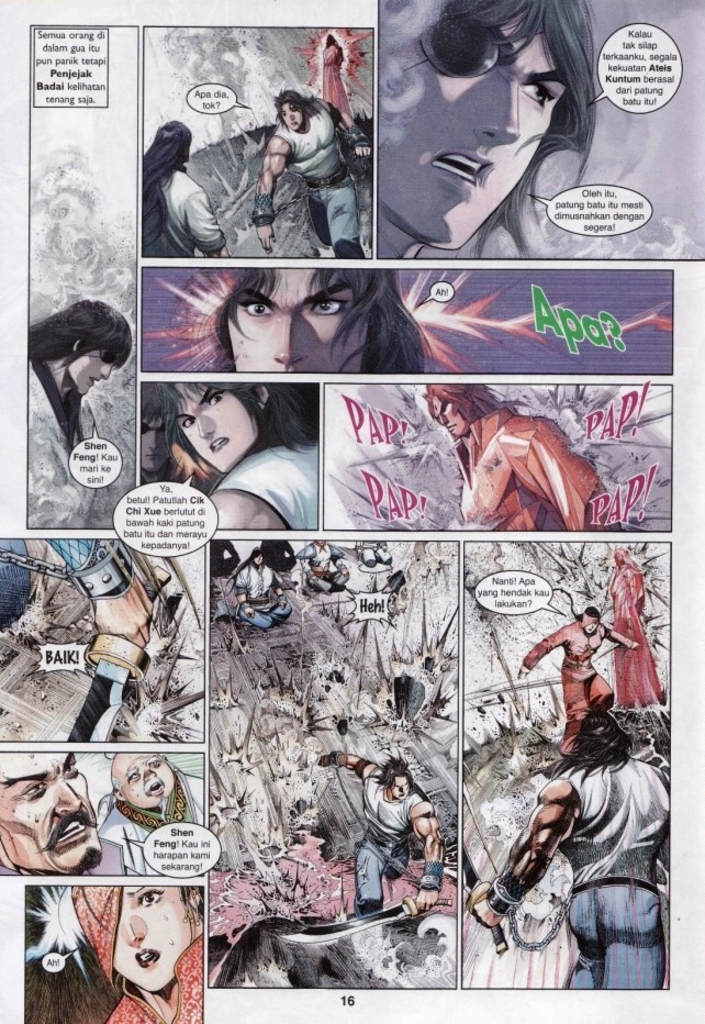 Semua orang di
dalam gua itu
pun panik tetapi
Penjejak
Badai kelihatan
tenang saja.
Shen
Feng! Kau
mari ke
sini!
Apa dia,
tok?
Kalau
tak silap
terkaanku, segala
kekuatan Ateis
Kuntum berasal
dari patung
batu itu!
Oleh itu,
patung batu itu mesti
dimusnahkan dengan
segera!
Ah!
Apa?
Ya,
betul! Patutlah Cik
Chi Xue berlutut di
bawah kaki patung
batu itu dan merayu
kepadanya!
PAP!
PAP!
PAP!
PAP!
BAIK!
Shen
Feng! Kau ini
harapan kami
sekarang!
Ah!
Heh!
Nanti! Apa
yang hendak kau
lakukan?
16